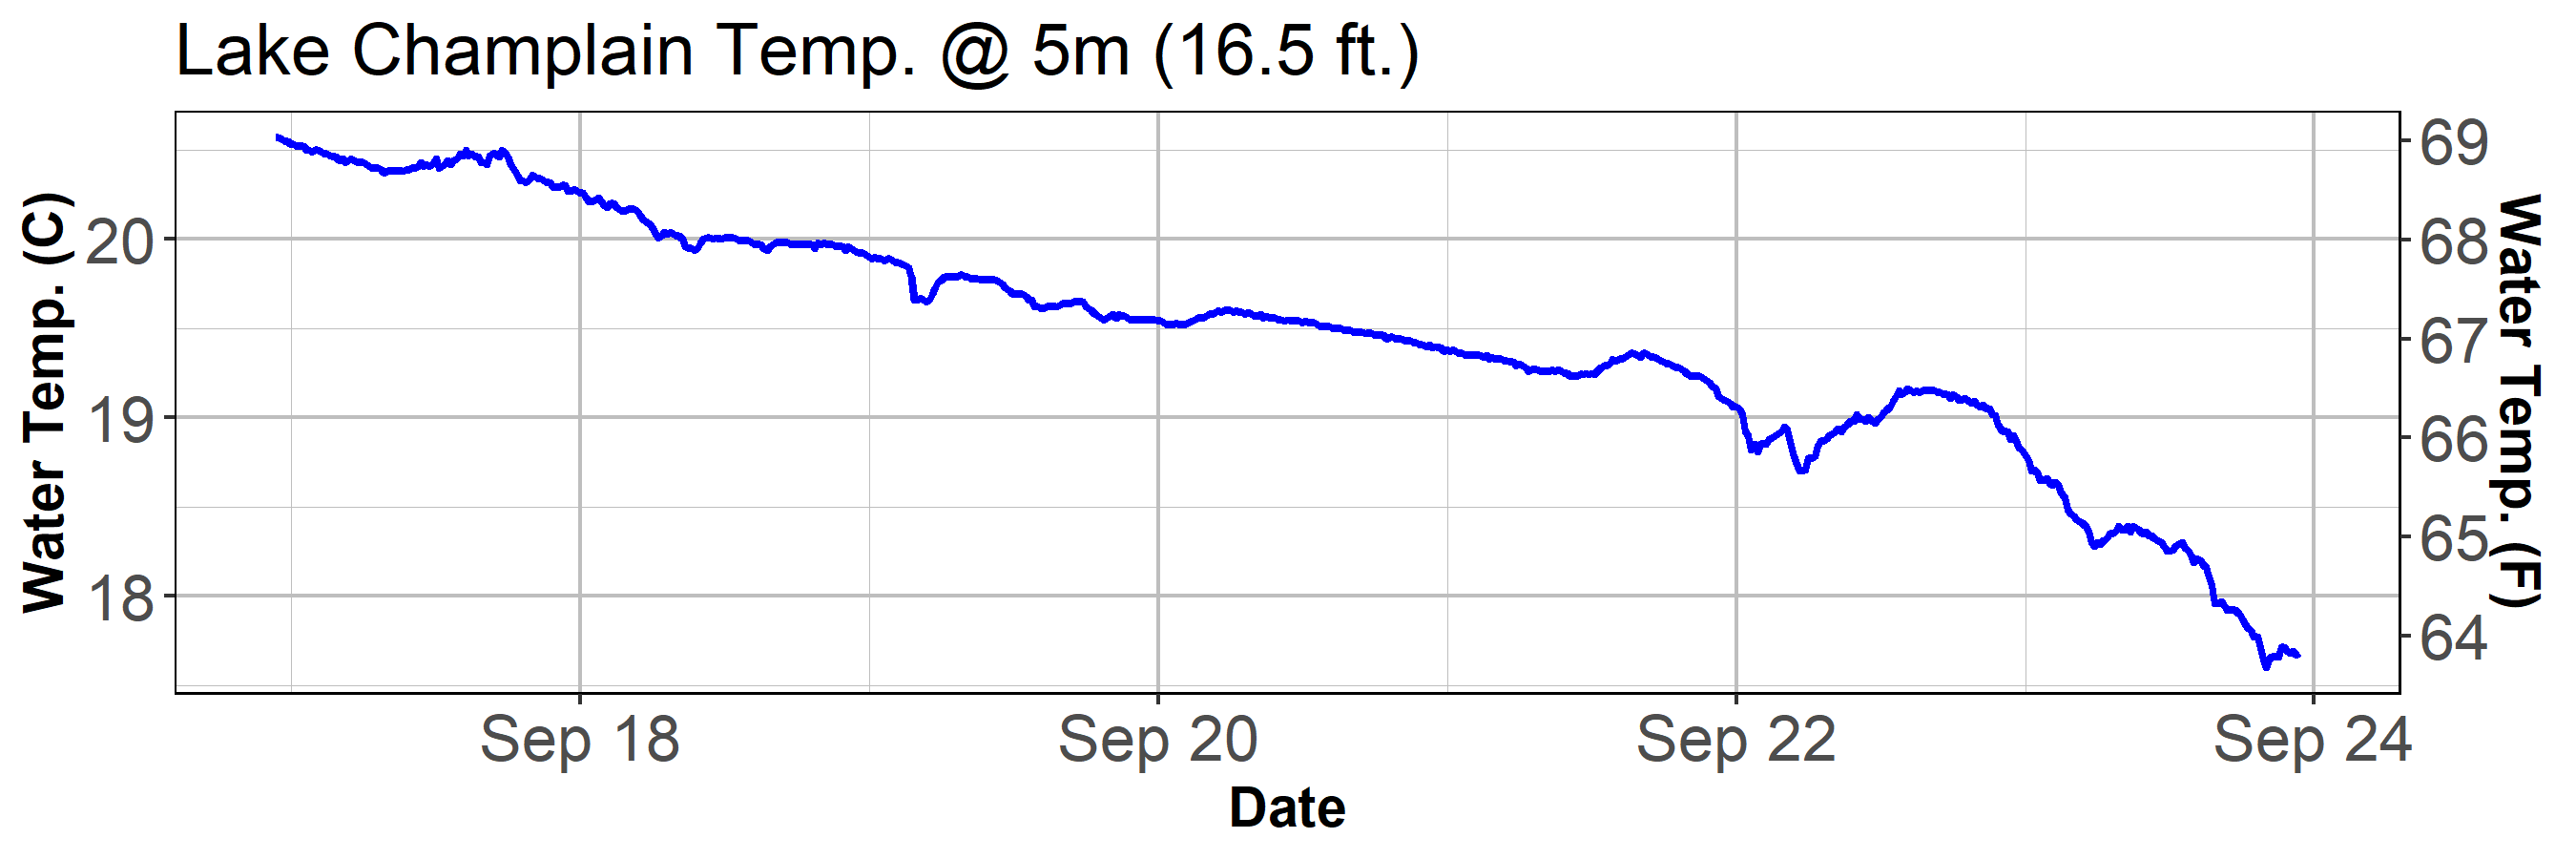 Lake Champlain Temp. @ 5m (16.5 ft.)
Water Temp. (C)
20
19
18
69
68
67
66
65
64
Water Temp. (F)
Sep 18
Sep 20
Sep 22
Sep 24
Date